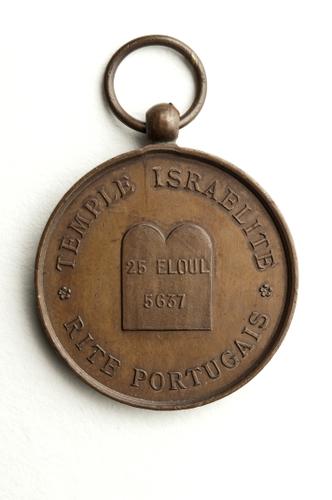 TEMPLE ISRAELITE
25 ELOUL
5637
RITE PORTUGAIS